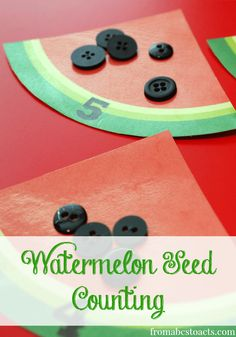 5
Watermelon Seed
Counting
fromabcstoacts.com